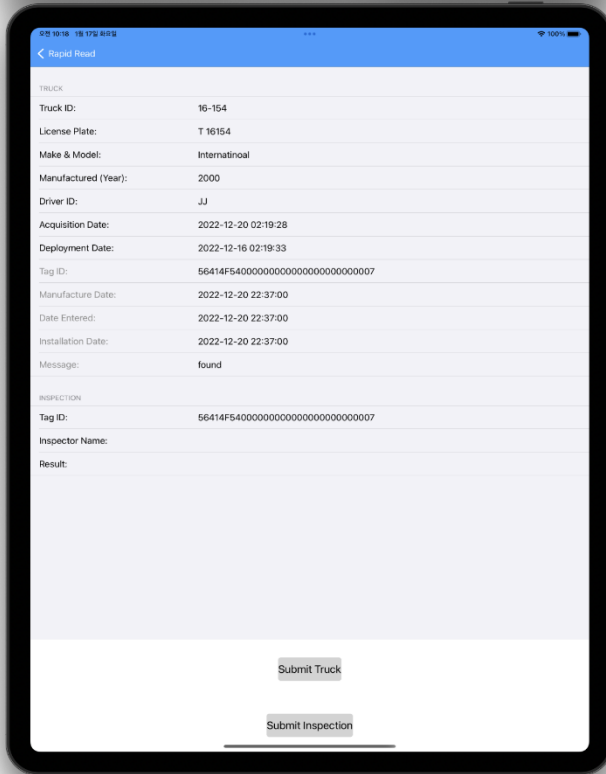 오전 10:18 1월 17일 화요일 100%
Rapid Read
TRUCK
Truck ID: 16-154
License Plate: T 16154
Make & Model: Internatinoal
Manufactured (Year): 2000
Driver ID: JJ
Acquisition Date: 2022-12-20 02:19:28
Deployment Date: 2022-12-16 02:19:33
Tag ID: 56414F54000000000000000000000007
Manufacture Date: 2022-12-20 22:37:00
Date Entered: 2022-12-20 22:37:00
Installation Date: 2022-12-20 22:37:00
Message: found
INSPECTION
Tag ID: 56414F54000000000000000000000007
Inspector Name:
Result:
Submit Truck
Submit Inspection